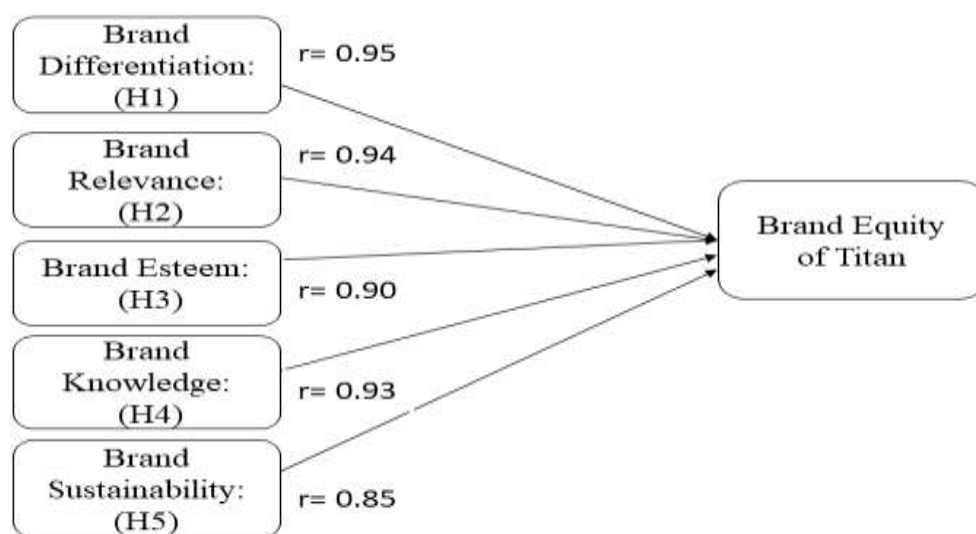 Brand
Differentiation:
(H1)
r= 0.95
Brand
Relevance:
(H2)
r= 0.94
Brand Esteem:
(H3)
r= 0.90
Brand
Knowledge:
(H4)
r= 0.93
Brand
Sustainability:
(H5)
r= 0.85
Brand Equity
of Titan